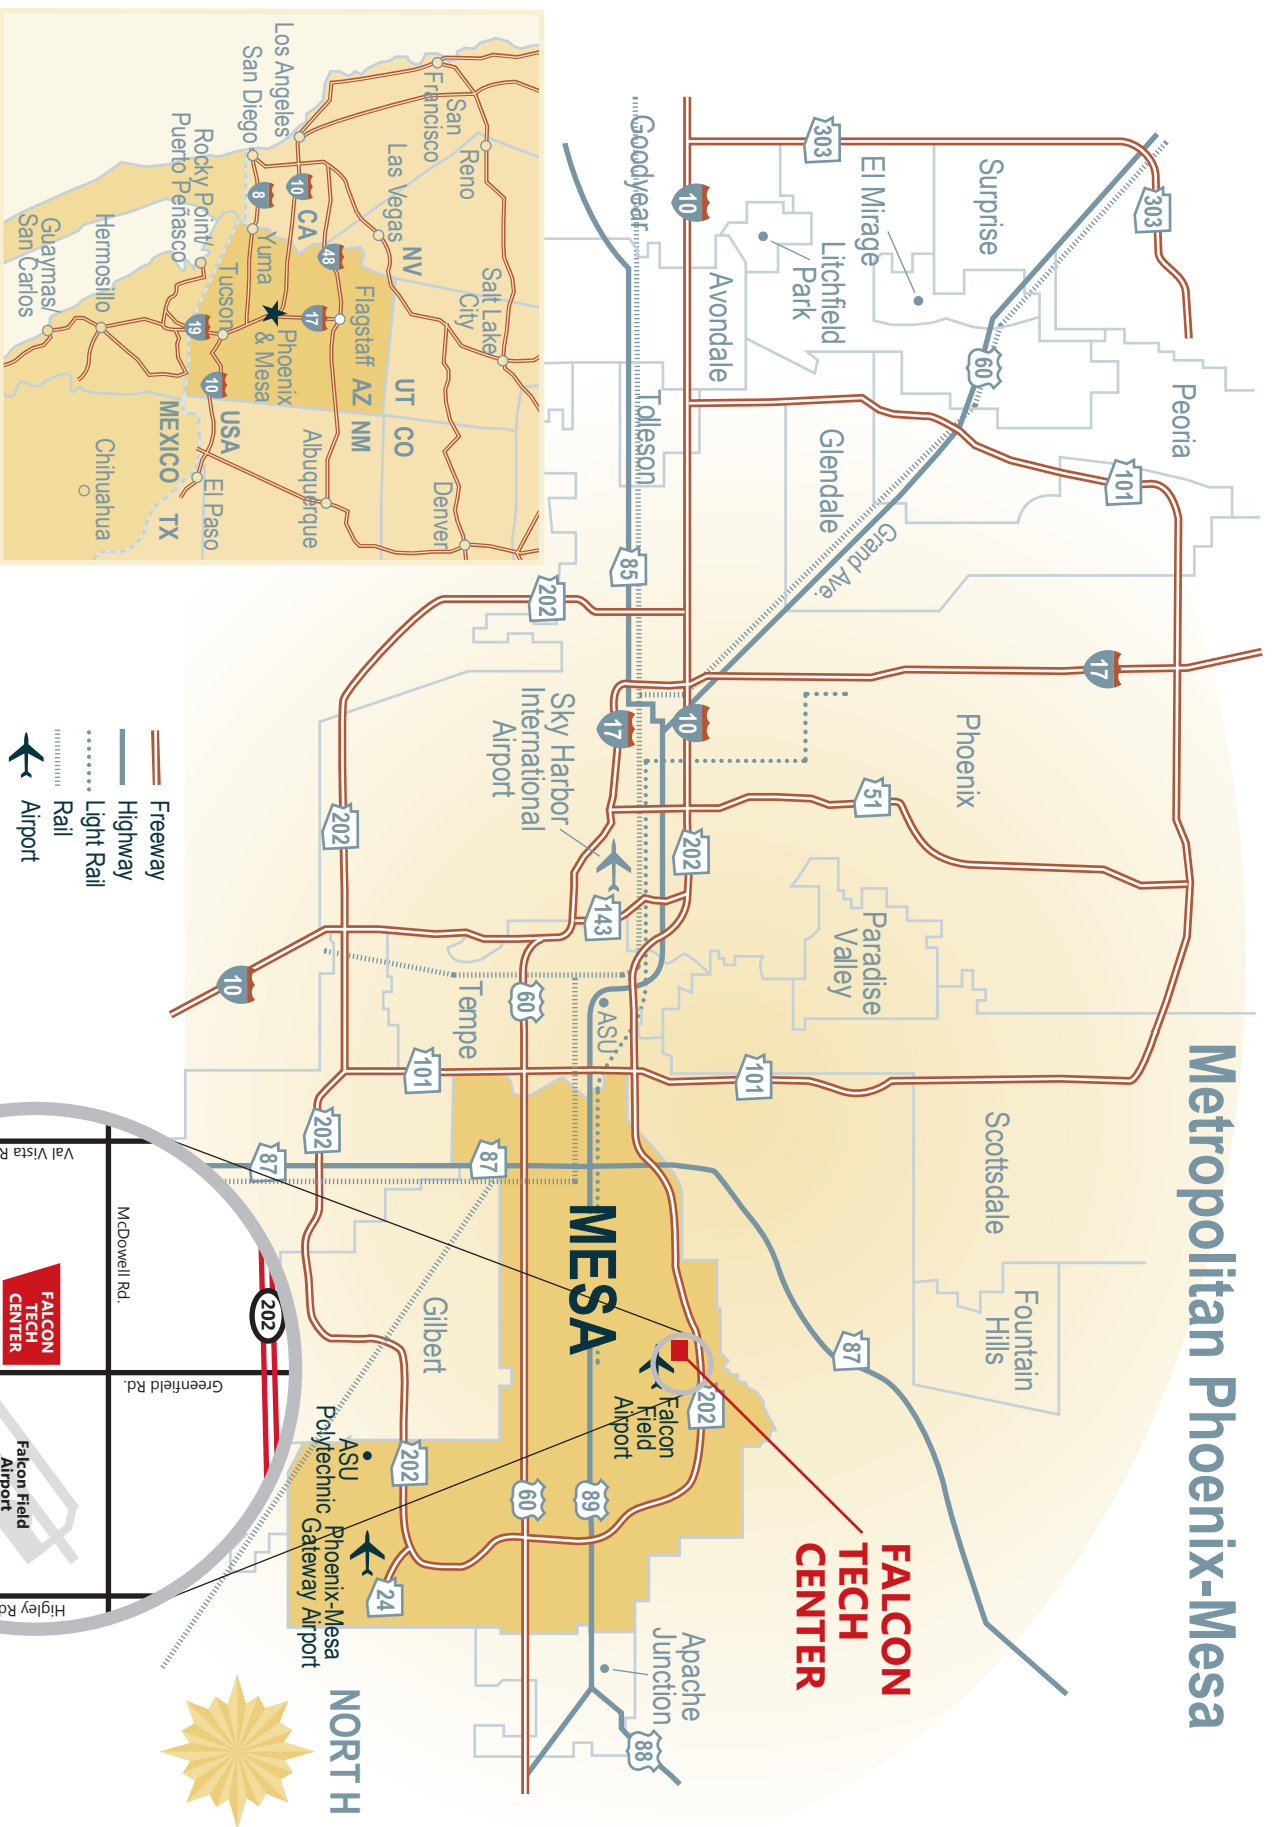 Metropolitan Phoenix-Mesa
303
303
Surprise
El Mirage
Litchfield
Park
Avondale
10
Goodyear
60
Peoria
101
Glendale
Grand Ave.
Tolleson
85
202
17
Phoenix
10
17
51
Sky Harbor
International
Airport
202
202
143
Paradise
Valley
10
60
Tempe
ASU
101
101
Scottsdale
202
87
87
MESA
Gilbert
Fountain
Hills
87
202
Falcon
Field
Airport
FALCON
TECH
CENTER
202
60
89
ASU
Polytechnic
Phoenix-Mesa
Gateway Airport
24
Apache
Junction
88
NORTH
Freeway
Highway
Light Rail
Rail
Airport
San
Francisco
Reno
Los Angeles
San Diego
Las Vegas
NV
Salt Lake
City
10
8
CA
48
Rocky Point/
Puerto Peñasco
Yuma
Tucson
17
Flagstaff
Phoenix
& Mesa
AZ
UT
CO
NM
19
10
USA
MEXICO
TX
Hermosillo
Guaymas/
San Carlos
Albuquerque
Denver
El Paso
Chihuahua
Val Vista R
McDowell Rd.
202
FALCON
TECH
CENTER
Greenfield Rd.
Falcon Field
Airport
Higley Rd